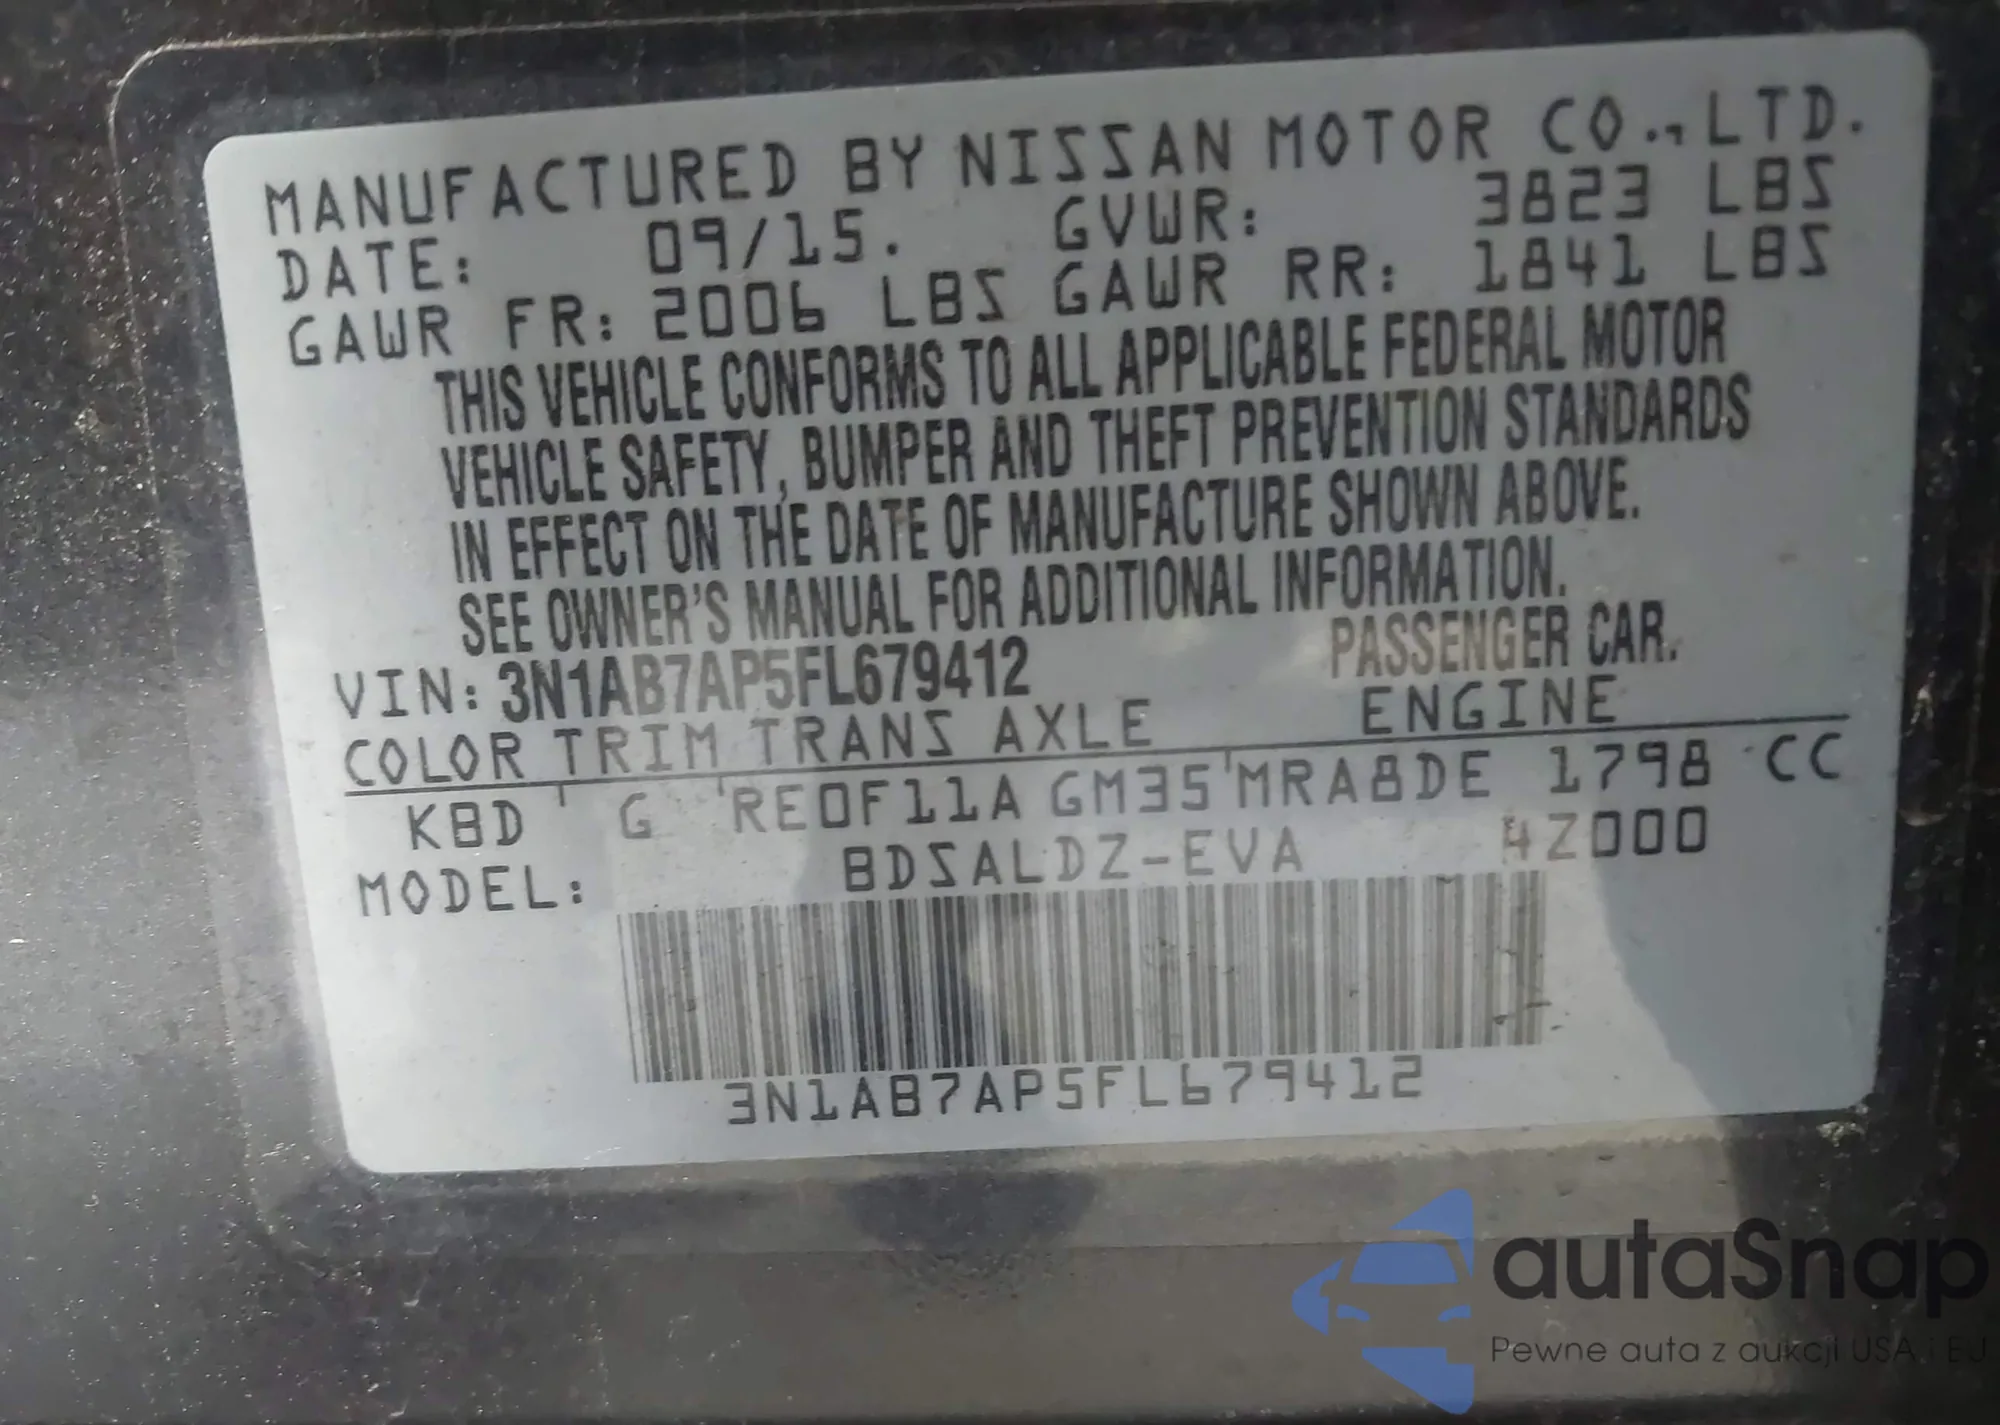 MANUFACTURED BY NISSAN MOTOR CO., LTD.
DATE: 09/15. GVWR: 3823 LBS
GAWR FR: 2006 LBS GAWR RR: 1841 LBS
THIS VEHICLE CONFORMS TO ALL APPLICABLE FEDERAL MOTOR
VEHICLE SAFETY, BUMPER AND THEFT PREVENTION STANDARDS
IN EFFECT ON THE DATE OF MANUFACTURE SHOWN ABOVE.
SEE OWNER'S MANUAL FOR ADDITIONAL INFORMATION.
VIN: 3N1AB7AP5FL679412 PASSENGER CAR.
COLOR TRIM TRANS AXLE ENGINE
KBD G RE0F11A GM35 MRA8DE 1798 CC
MODEL: BDSALDZ-EVA 4Z000
3N1AB7AP5FL679412
autaSnap
Pewne auta z aukcji USA i EU